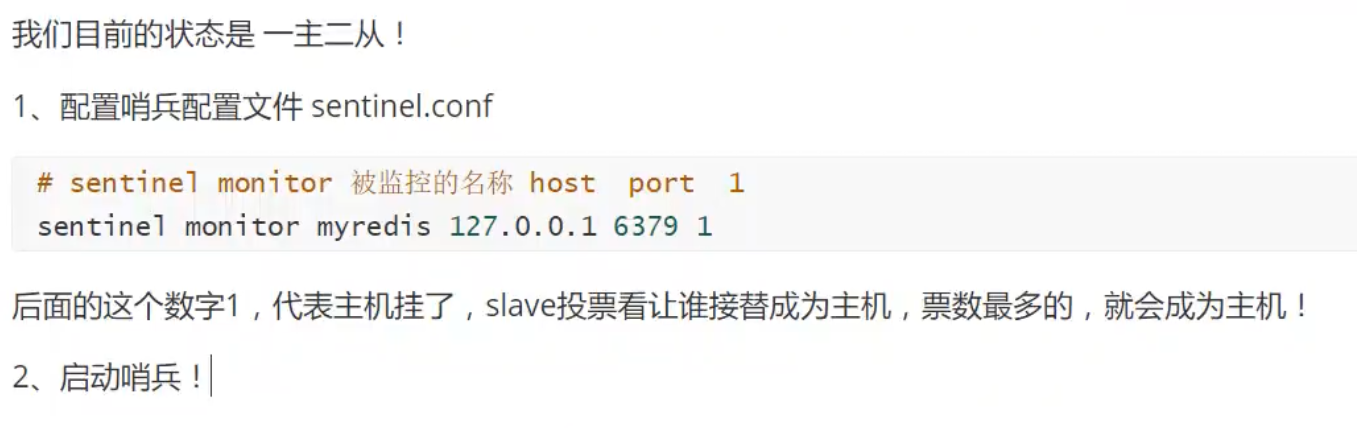 我们目前的状态是 一主二从！
1、配置哨兵配置文件 sentinel.conf
# sentinel monitor 被监控的名称 host port 1
sentinel monitor myredis 127.0.0.1 6379 1
后面的这个数字1，代表主机挂了，slave投票看让谁接替成为主机，票数最多的，就会成为主机！
2、启动哨兵！